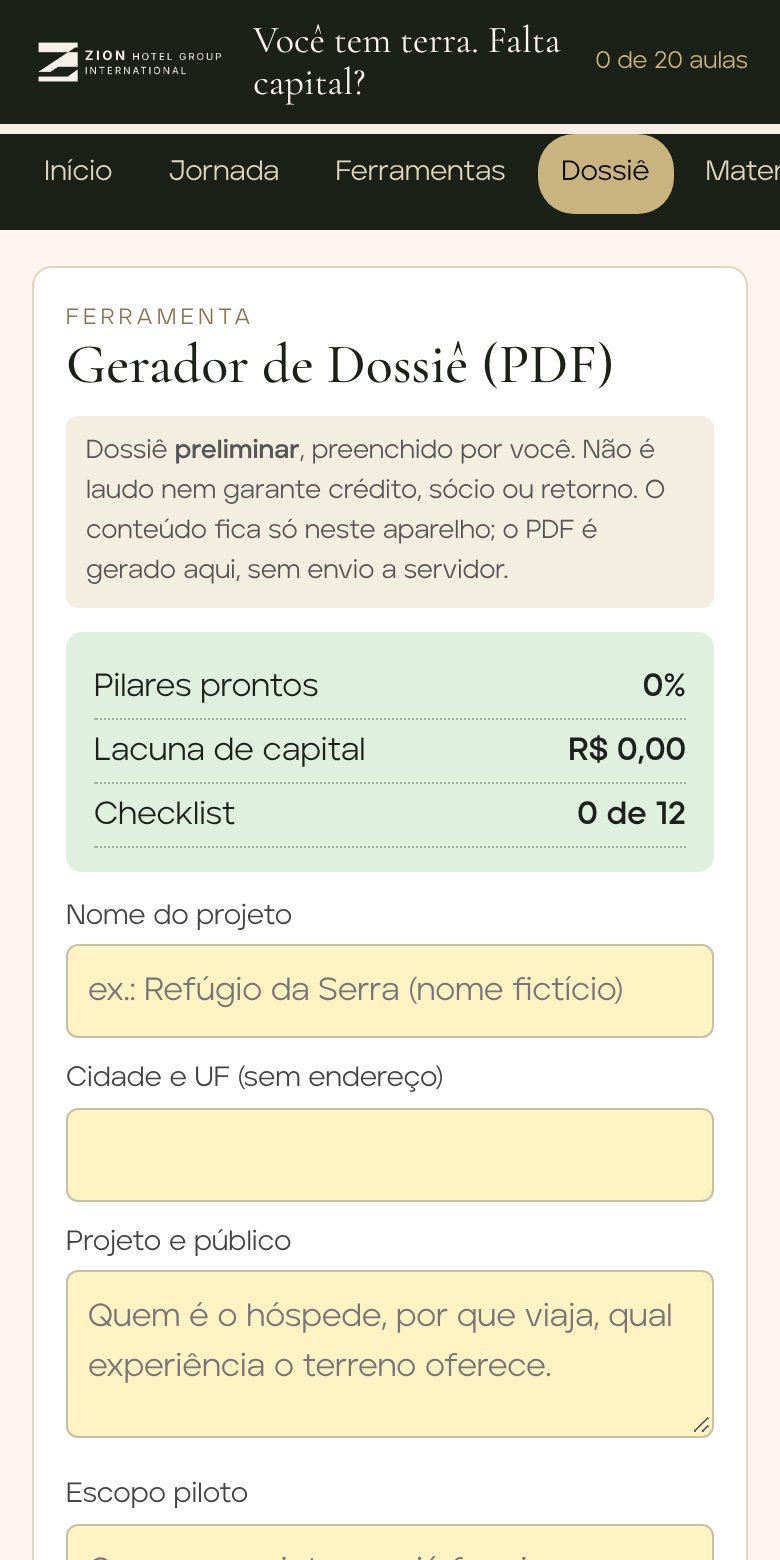 ZION HOTEL GROUP
INTERNATIONAL
Você tem terra. Falta
capital?
0 de 20 aulas
Início Jornada Ferramentas Dossiê Mater
FERRAMENTA
Gerador de Dossiê (PDF)
Dossiê preliminar, preenchido por você. Não é
laudo nem garante crédito, sócio ou retorno. O
conteúdo fica só neste aparelho; o PDF é
gerado aqui, sem envio a servidor.
Pilares prontos 0%
Lacuna de capital R$ 0,00
Checklist 0 de 12
Nome do projeto
ex.: Refúgio da Serra (nome fictício)
Cidade e UF (sem endereço)
Projeto e público
Quem é o hóspede, por que viaja, qual
experiência o terreno oferece.
Escopo piloto